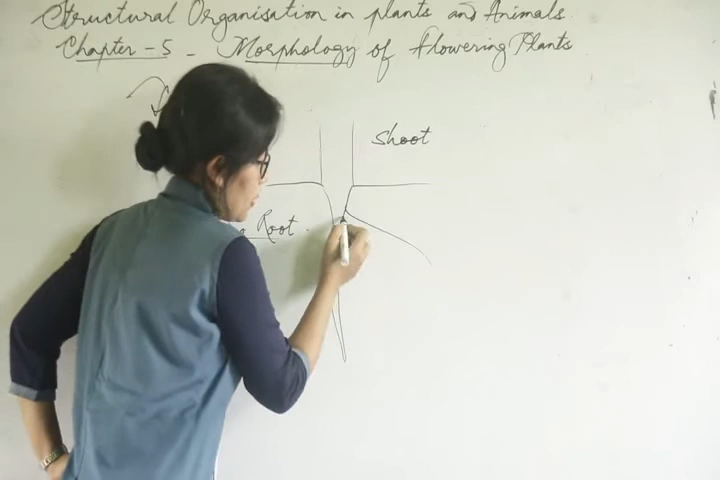 Structural Organisation in plants and Animals
Chapter - 5 - Morphology of flowering Plants
Shoot
Root